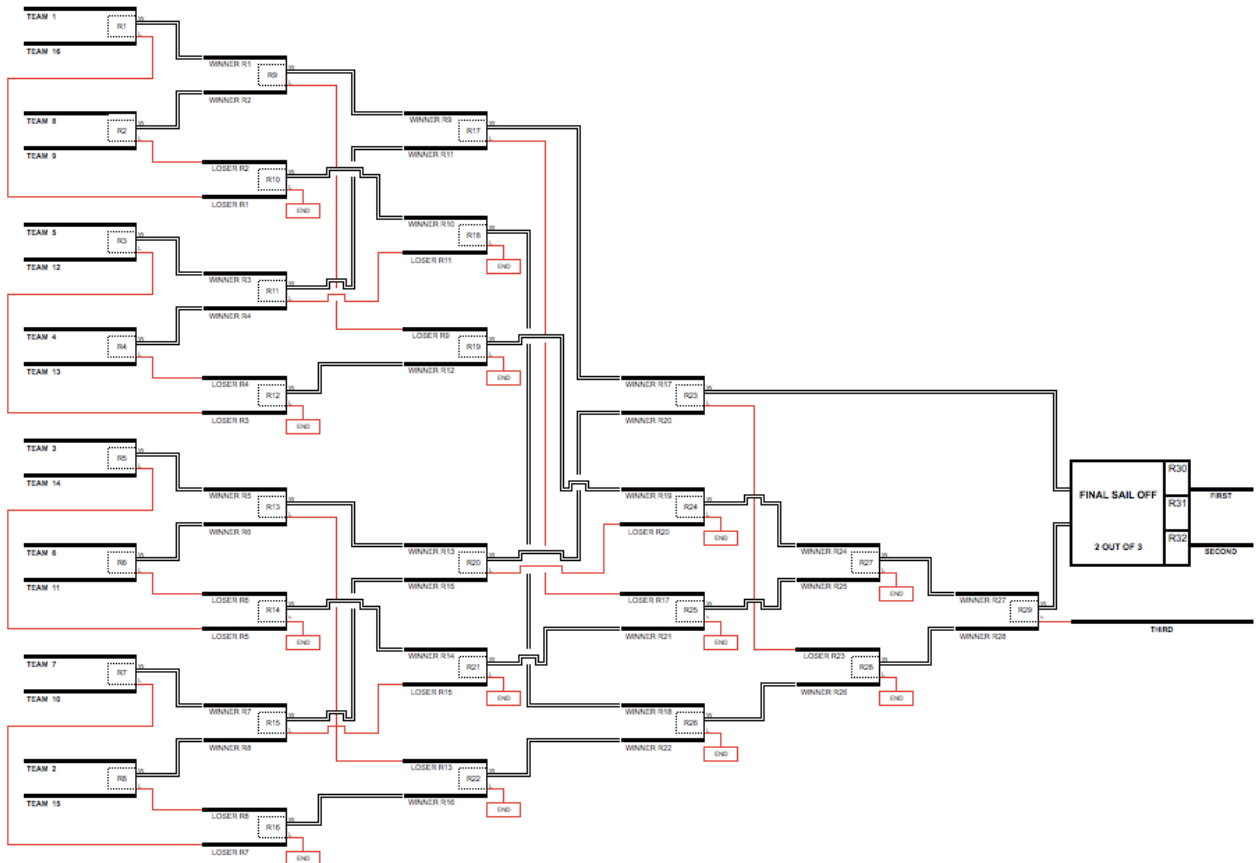 TEAM 1
R1
W
L
TEAM 16
WINNER R1
R9
W
L
WINNER R2
TEAM 8
R2
W
L
TEAM 9
LOSER R2
R10
W
L
LOSER R1
END
WINNER R9
R17
W
L
WINNER R11
TEAM 5
R3
W
L
TEAM 12
WINNER R3
R11
W
L
WINNER R4
WINNER R10
R18
W
L
LOSER R11
END
TEAM 4
R4
W
L
TEAM 13
LOSER R4
R12
W
L
LOSER R3
END
LOSER R9
R19
W
L
WINNER R12
END
WINNER R17
R23
W
L
WINNER R20
TEAM 3
R5
W
L
TEAM 14
WINNER R5
R13
W
L
WINNER R6
TEAM 6
R6
W
L
TEAM 11
LOSER R6
R14
W
L
LOSER R5
END
WINNER R13
R20
W
L
WINNER R15
WINNER R19
R24
W
L
LOSER R20
END
WINNER R24
R27
W
L
WINNER R25
END
LOSER R17
R25
W
L
WINNER R21
END
WINNER R27
R29
W
L
WINNER R28
FINAL SAIL OFF
2 OUT OF 3
R30
R31
R32
FIRST
SECOND
THIRD
TEAM 7
R7
W
L
TEAM 10
WINNER R7
R15
W
L
WINNER R8
WINNER R14
R21
W
L
LOSER R15
END
LOSER R23
R28
W
L
WINNER R26
END
WINNER R18
R26
W
L
WINNER R22
END
TEAM 2
R8
W
L
TEAM 15
LOSER R8
R16
W
L
LOSER R7
END
LOSER R13
R22
W
L
WINNER R16
END